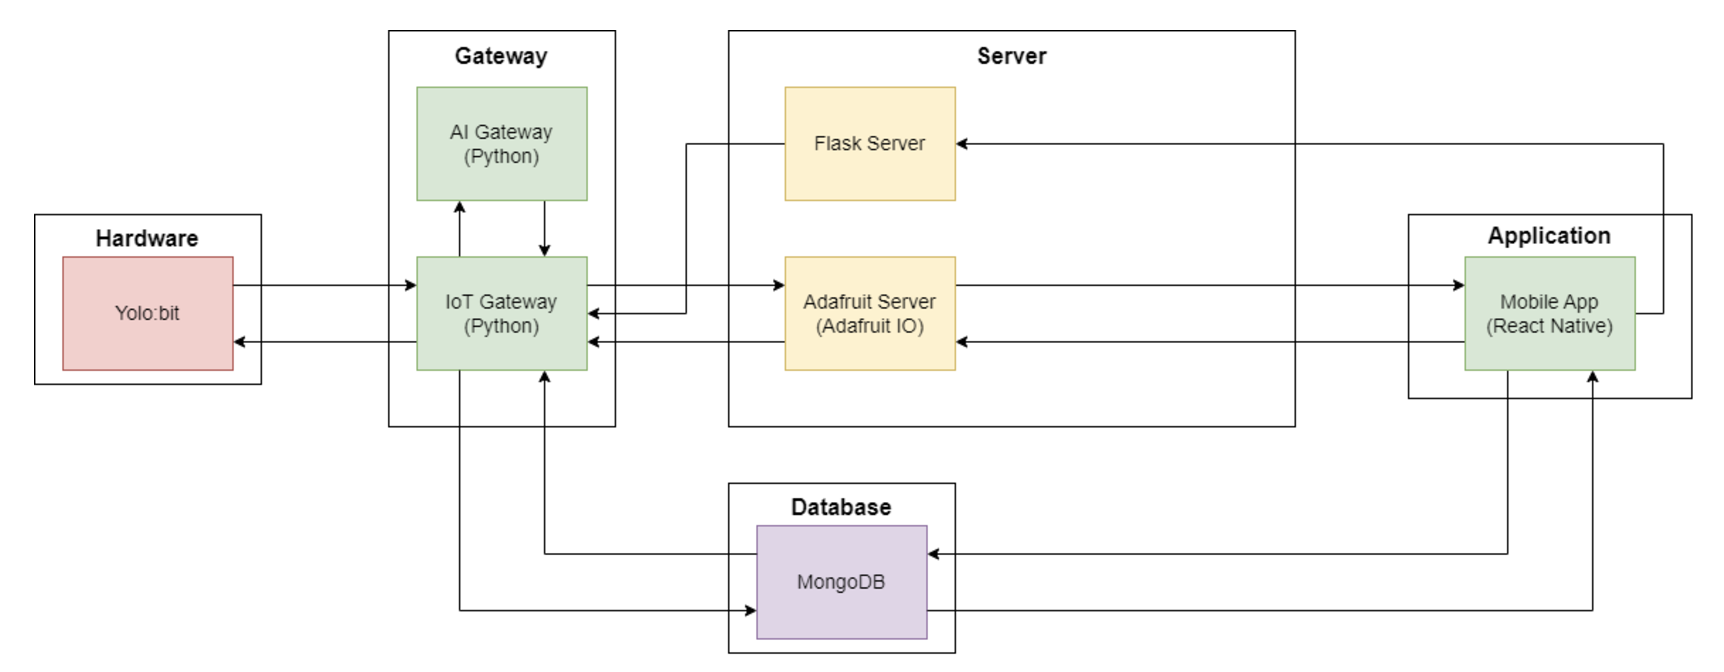 Gateway
Server
AI Gateway
(Python)
Flask Server
Hardware
Application
Yolo:bit
IoT Gateway
(Python)
Adafruit Server
(Adafruit IO)
Mobile App
(React Native)
Database
MongoDB